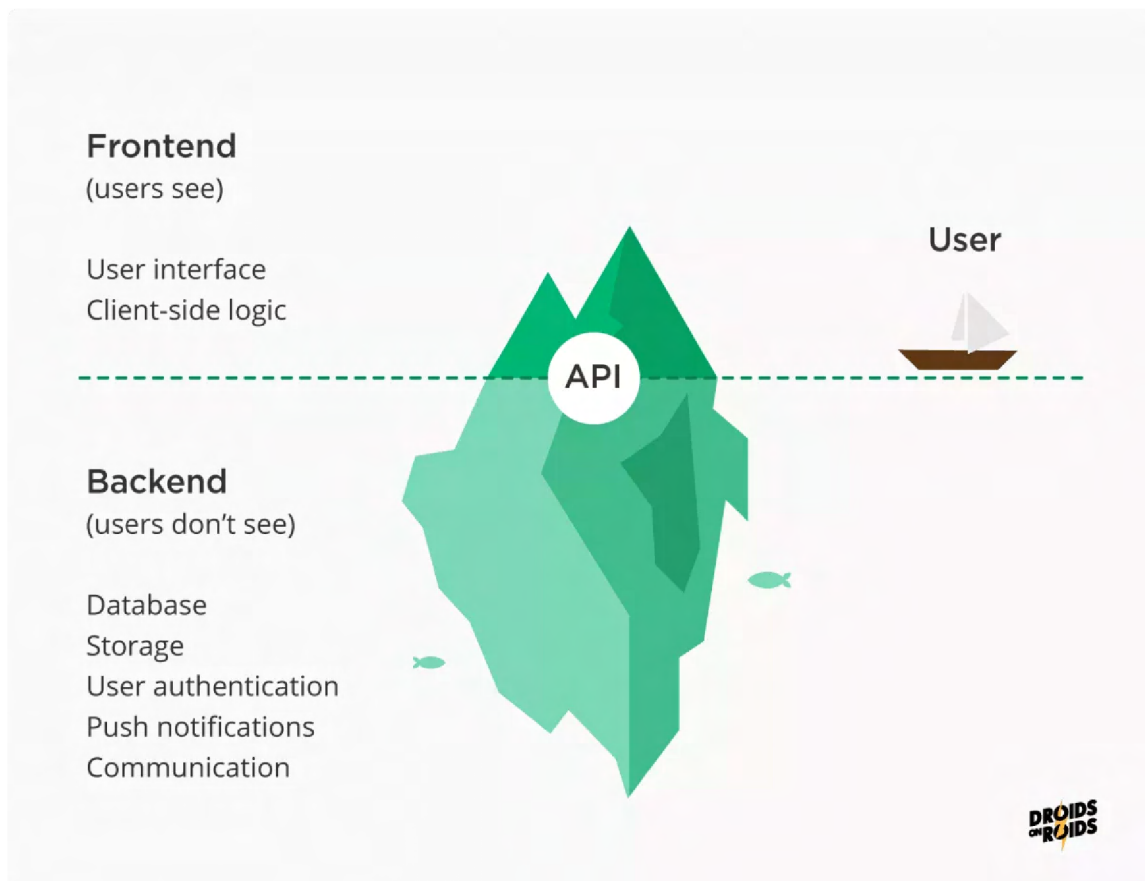 Frontend
(users see)
User interface
Client-side logic
User
API
Backend
(users don't see)
Database
Storage
User authentication
Push notifications
Communication
DROIDS
ON ROIDS